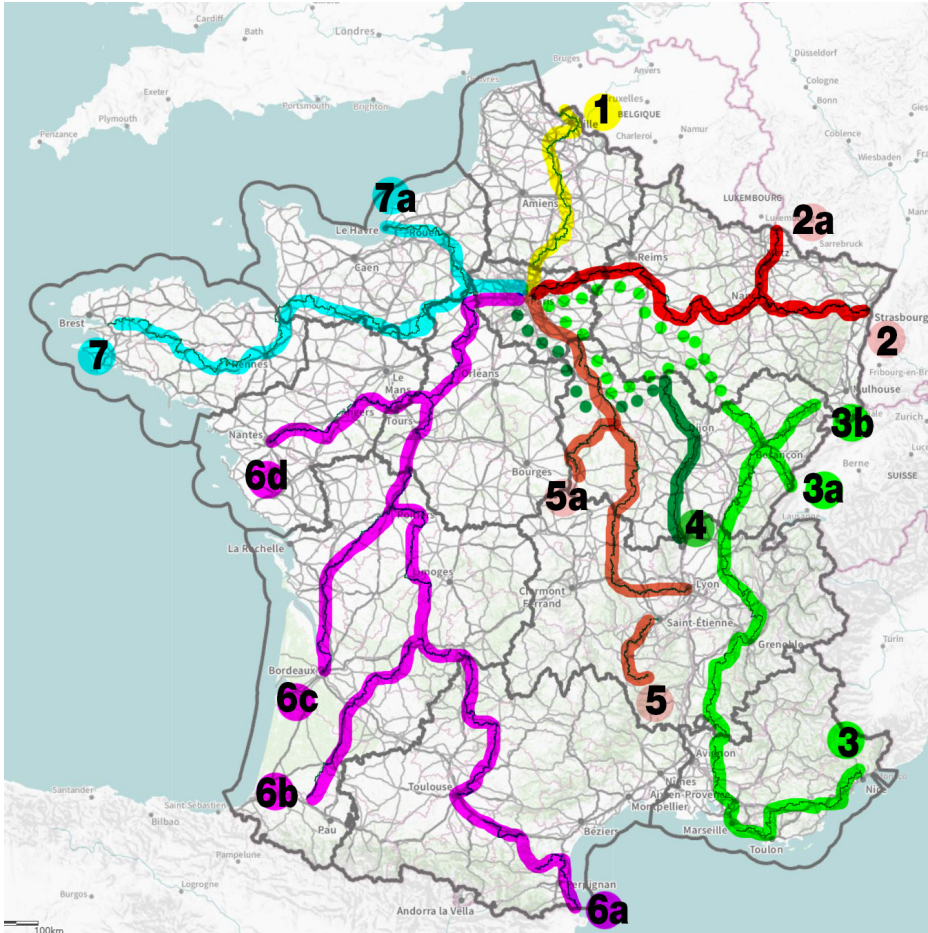 Cardiff
Bath
Londres
Bruges
Anvers
Düsseldorf
Cologne
Bonn
Exeter
Portsmouth
Brighton
1
BELGIQUE
Charleroi
Namur
Coblence
Wiesbaden
Penzance
Plymouth
Amiens
LUXEMBOURG
7a
2a
Le Havre
Rouen
Reims
Sarrebruck
Caen
Paris
Brest
Strasbourg
7
Rennes
2
Le
Mans
Orléans
Mulhouse
Angers
Tours
Dijon
3b
Zurich
Nantes
Besançon
Berne
6d
Bourges
SUISSE
5a
3a
Lausanne
Poitiers
4
La Rochelle
Limoges
Clermont
Ferrand
Lyon
Saint-Étienne
Turin
Grenoble
Bordeaux
6c
5
3
Avignon
Nice
6b
Toulouse
Nîmes
Aix-en-Provence
Montpellier
Santander
Saint-Sébastien
Bilbao
Pau
Béziers
Marseille
Toulon
Pampelune
Logrogne
Burgos
Andorra la Vella
6a
100km